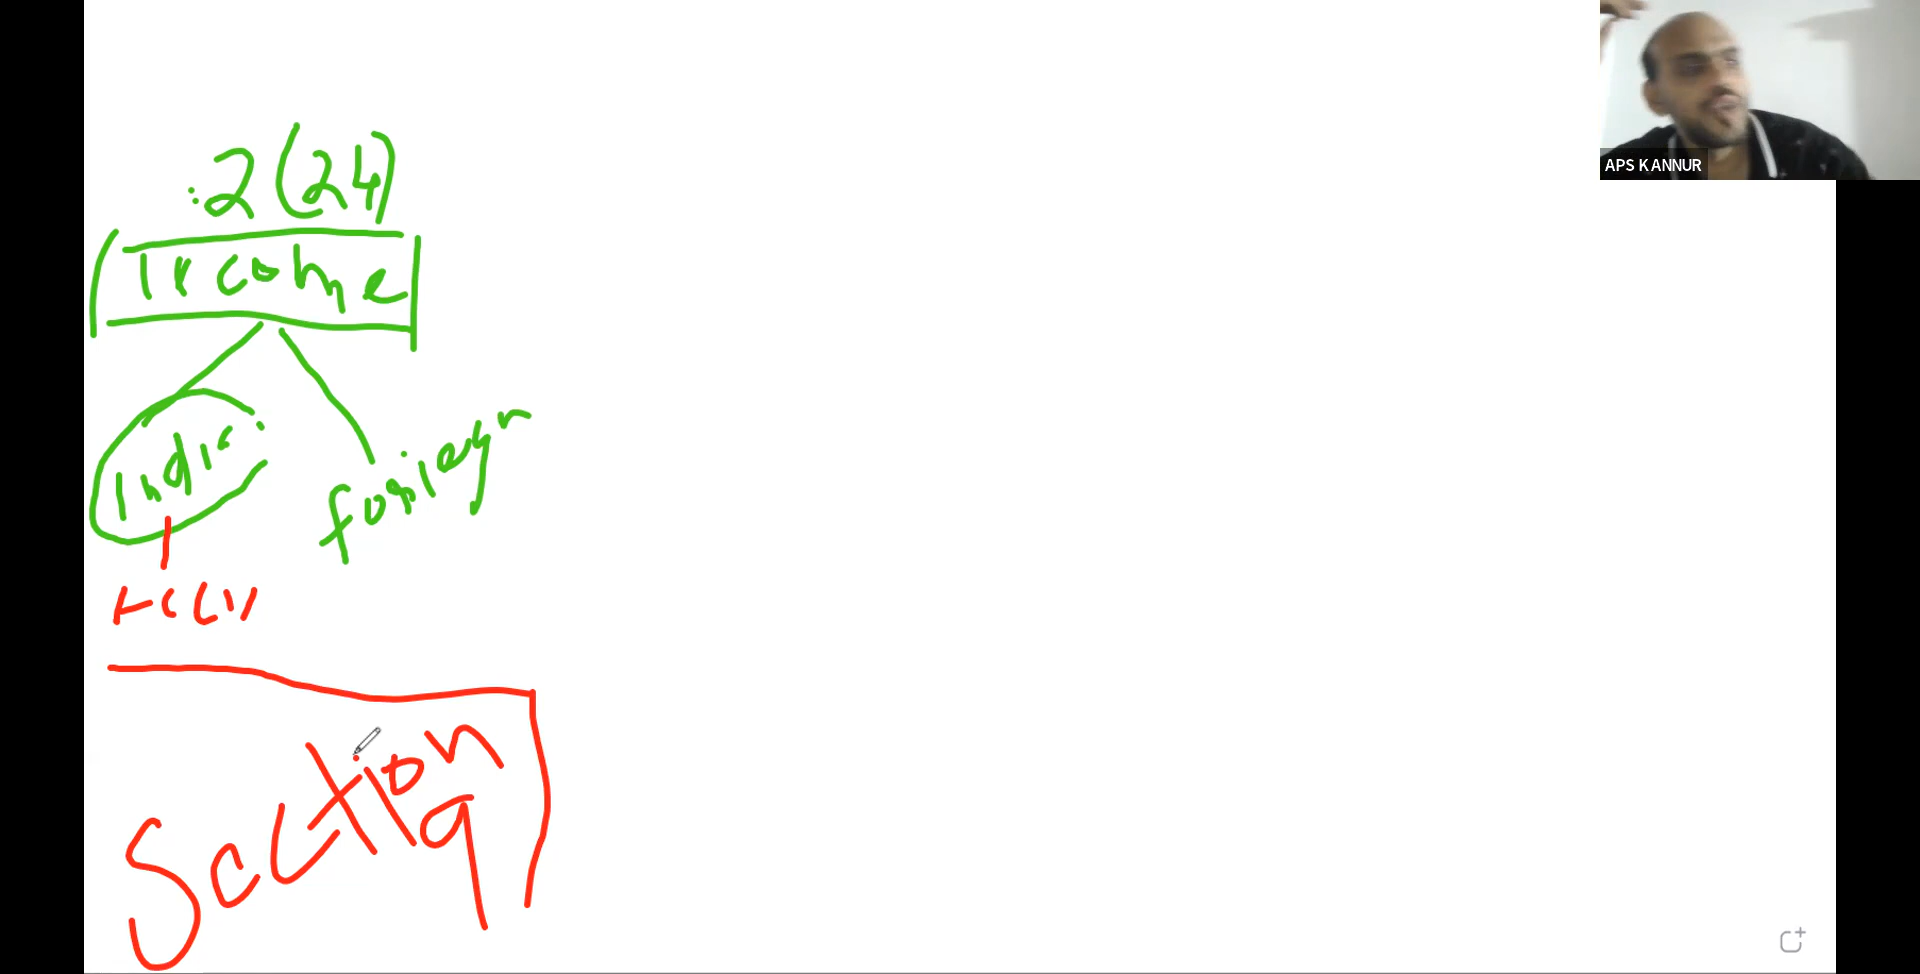 :2 (24)
Income
India
foriegn
Section
9
APS KANNUR